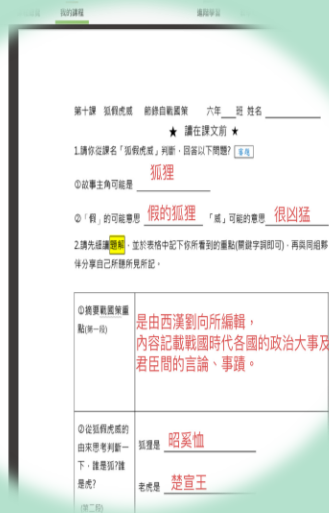 我的課程
第十課 狐假虎威 節錄自戰國策 六年___班 姓名
★ 讀在課文前 ★
1.請你從課名「狐假虎威」判斷，回答以下問題?
①故事主角可能是 狐狸
②「假」的可能意思 假的狐狸 「威」可能的意思 很凶猛
2.請先細讀題解，並於表格中記下你所看到的重點(關鍵字詞即可)，再與同組夥
伴分享自己所聽所見所記。
①摘要戰國策重
點(第一段)
是由西漢劉向所編輯，
內容記載戰國時代各國的政治大事及
君臣間的言論、事蹟。
②從狐假虎威的
由來思考判斷一
下，誰是狐?誰
是虎?
(第二段)
狐狸是 昭奚恤
老虎是 楚宣王